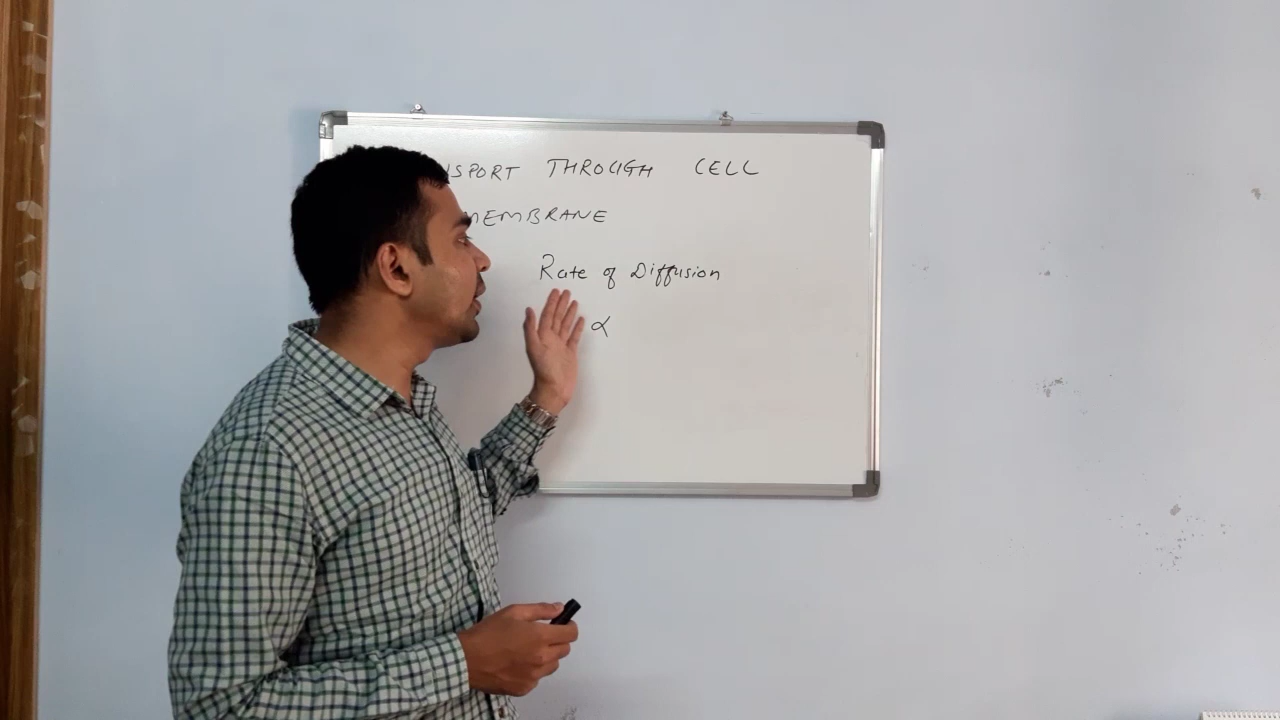 SPORT THROUGH CELL
MEMBRANE
Rate of Diffusion
∝